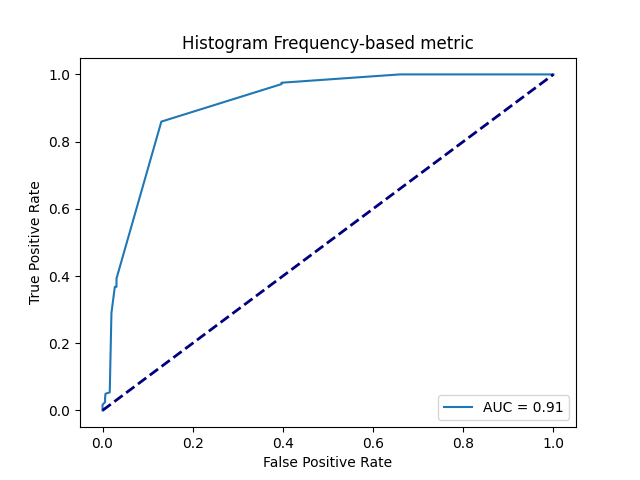 Histogram Frequency-based metric
1.0
0.8
0.6
0.4
0.2
0.0
True Positive Rate
0.0 0.2 0.4 0.6 0.8 1.0
False Positive Rate
AUC = 0.91